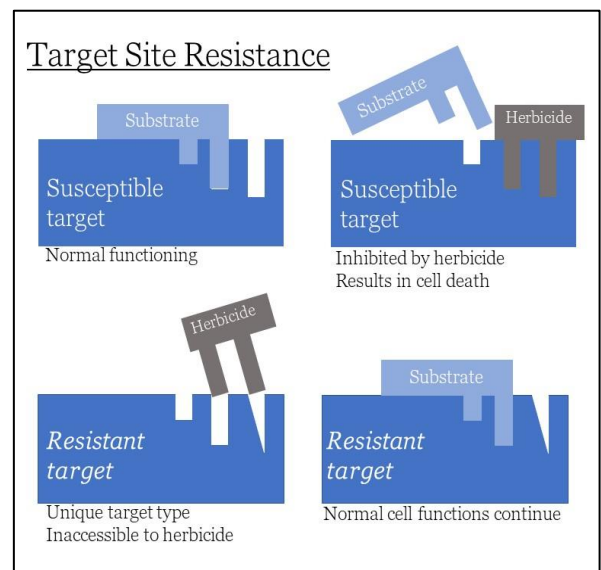 Target Site Resistance
Substrate
Susceptible
target
Normal functioning
Substrate
Herbicide
Susceptible
target
Inhibited by herbicide
Results in cell death
Herbicide
Resistant
target
Unique target type
Inaccessible to herbicide
Substrate
Resistant
target
Normal cell functions continue